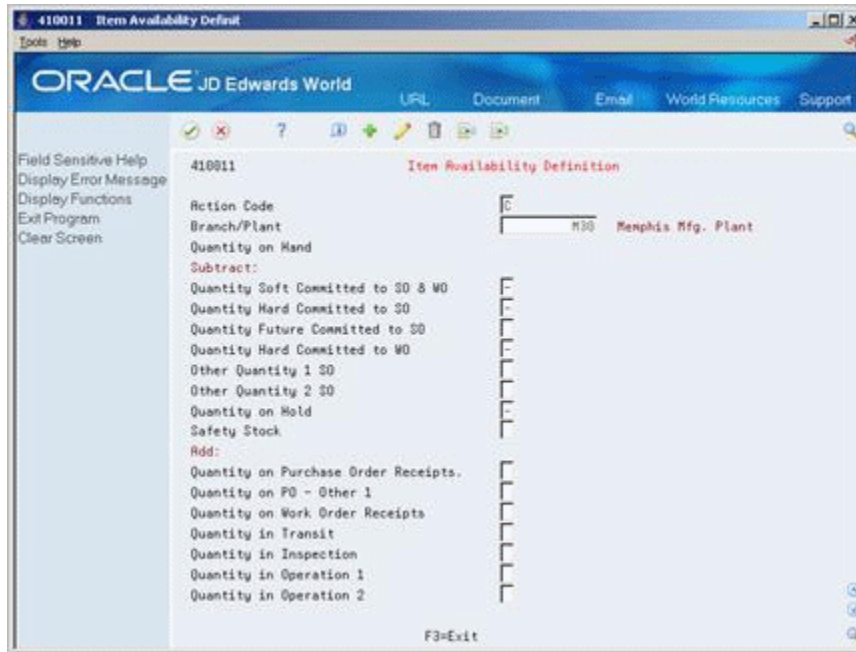 410011 Item Availability Definit
Tools Help
ORACLE JD Edwards World
URL Document Email World Resources Support
Field Sensitive Help
Display Error Message
Display Functions
Exit Program
Clear Screen
410011 Item Availability Definition
Action Code C
Branch/Plant M30 Memphis Mfg. Plant
Quantity on Hand
Subtract:
Quantity Soft Committed to SO & WO -
Quantity Hard Committed to SO -
Quantity Future Committed to SO
Quantity Hard Committed to WO -
Other Quantity 1 SO
Other Quantity 2 SO
Quantity on Hold -
Safety Stock
Add:
Quantity on Purchase Order Receipts.
Quantity on PO - Other 1
Quantity on Work Order Receipts
Quantity in Transit
Quantity in Inspection
Quantity in Operation 1
Quantity in Operation 2
F3=Exit